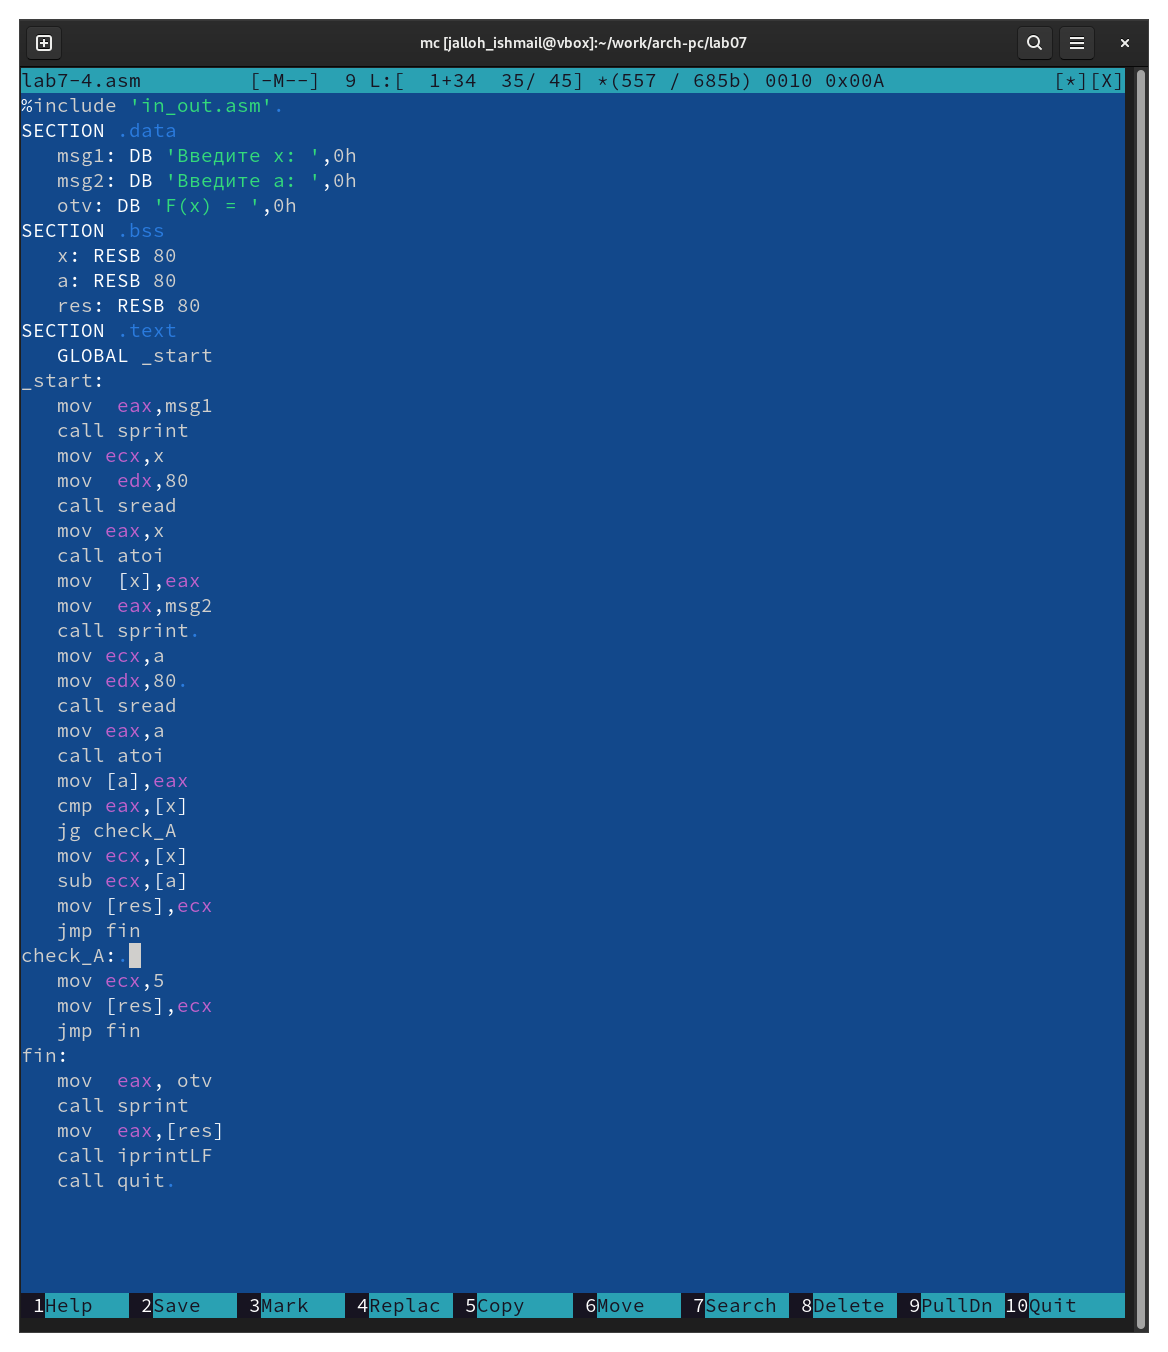 mc [jalloh_ishmail@vbox]:~/work/arch-pc/lab07
lab7-4.asm [-M--] 9 L:[ 1+34 35/ 45] *(557 / 685b) 0010 0x00A [*][X]
%include 'in_out.asm'.
SECTION .data
msg1: DB 'Введите x: ',0h
msg2: DB 'Введите a: ',0h
otv: DB 'F(x) = ',0h
SECTION .bss
x: RESB 80
a: RESB 80
res: RESB 80
SECTION .text
GLOBAL _start
_start:
mov  eax,msg1
call sprint
mov ecx,x
mov  edx,80
call sread
mov eax,x
call atoi
mov  [x],eax
mov  eax,msg2
call sprint.
mov ecx,a
mov edx,80.
call sread
mov eax,a
call atoi
mov [a],eax
cmp eax,[x]
jg check_A
mov ecx,[x]
sub ecx,[a]
mov [res],ecx
jmp fin
check_A:.
mov ecx,5
mov [res],ecx
jmp fin
fin:
mov  eax, otv
call sprint
mov  eax,[res]
call iprintLF
call quit.
1Help 2Save 3Mark 4Replac 5Copy 6Move 7Search 8Delete 9PullDn 10Quit